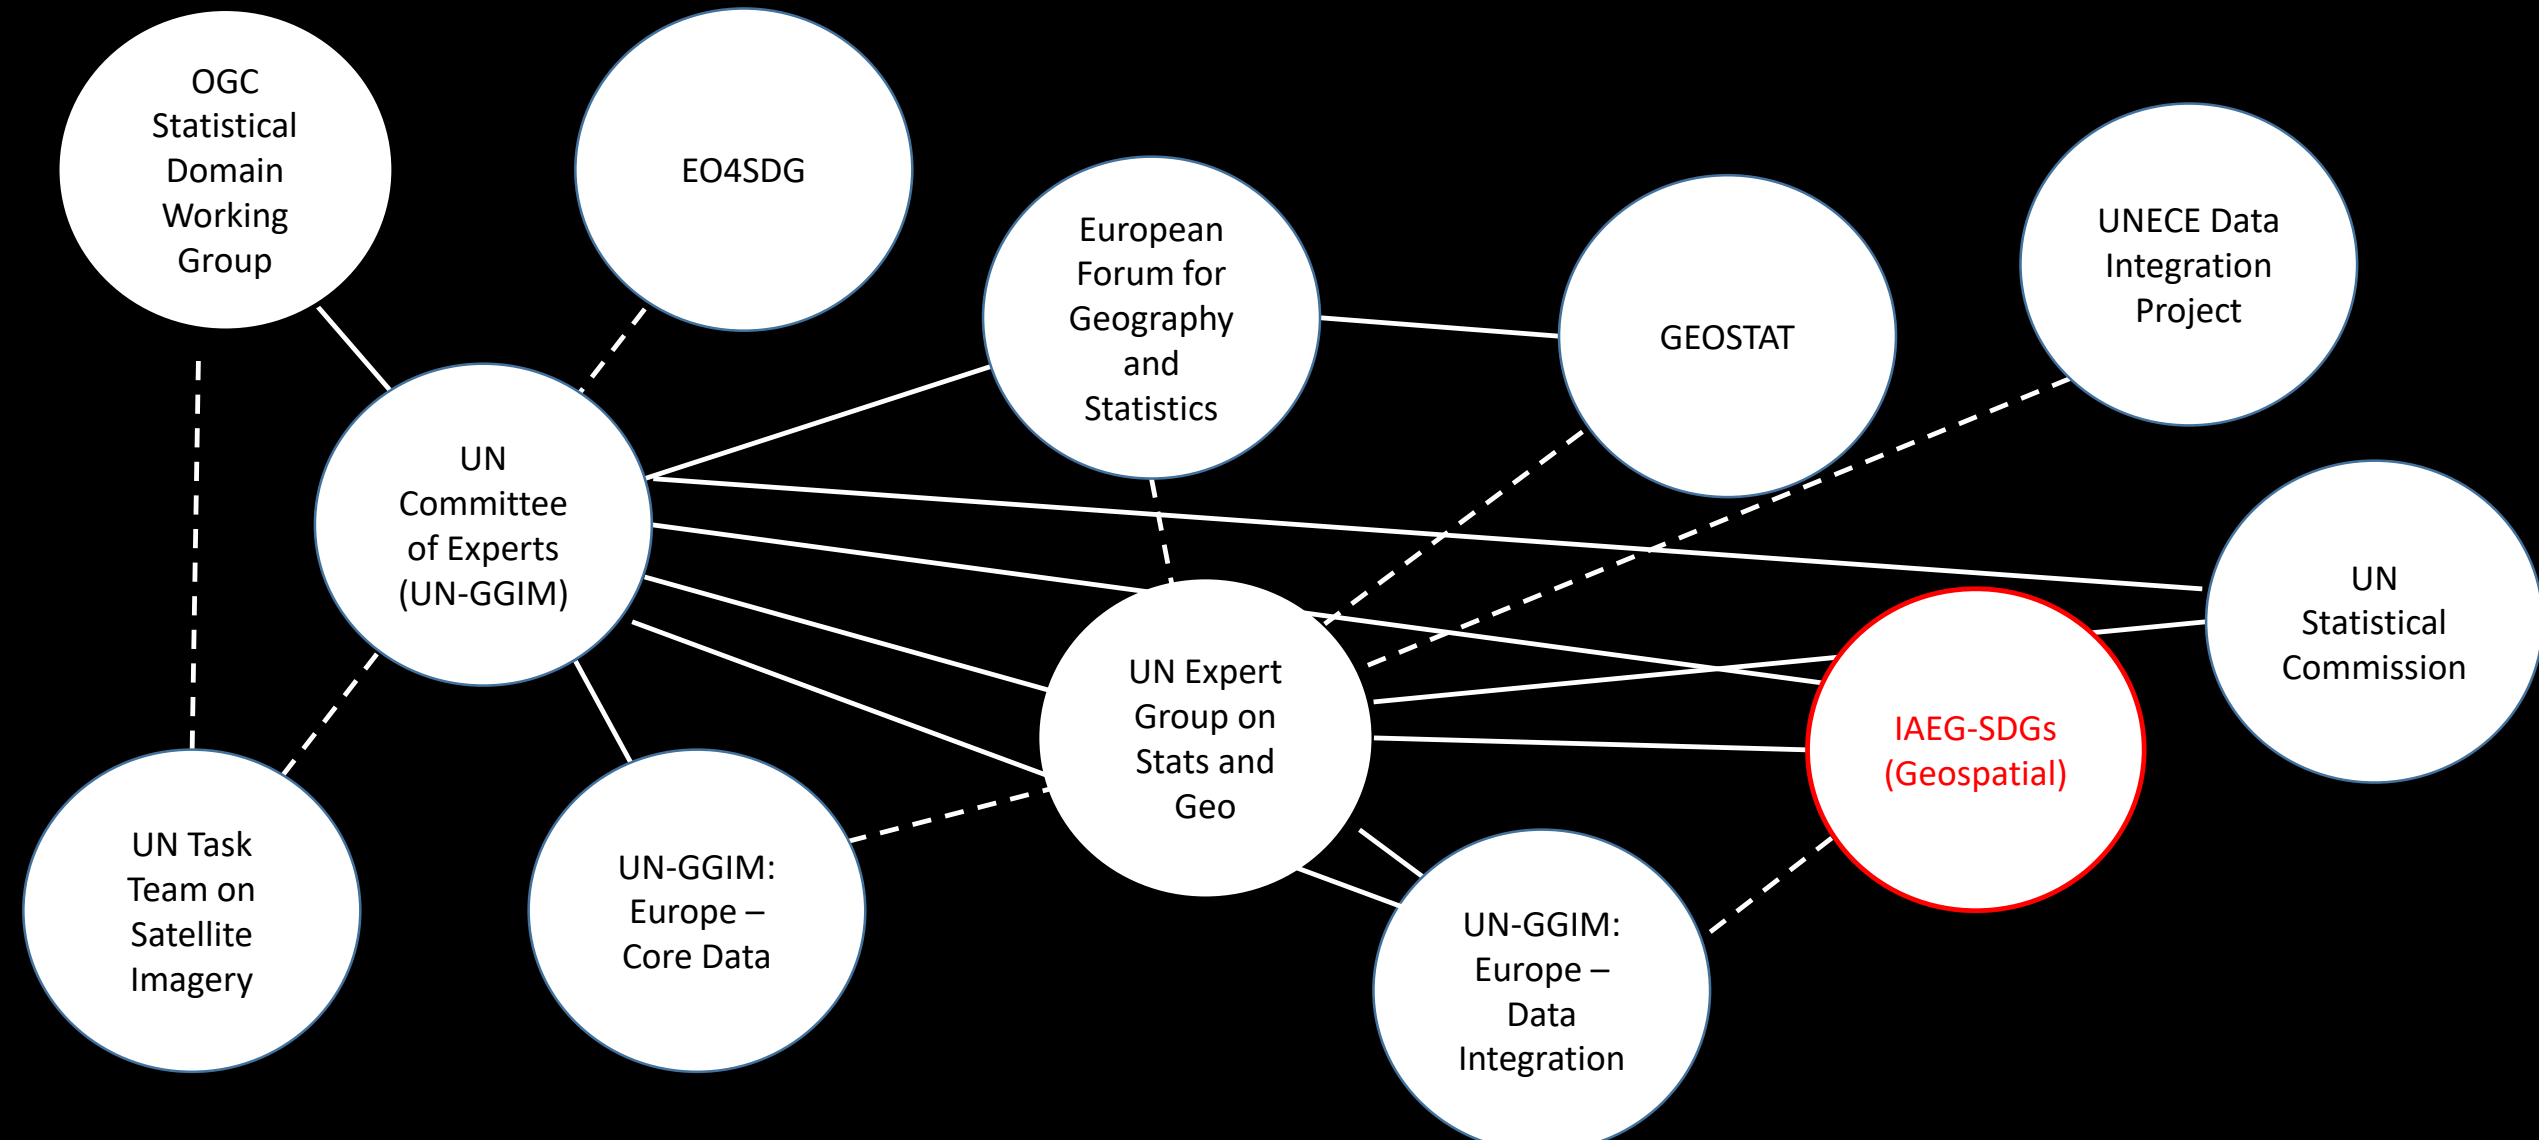 OGC
Statistical
Domain
Working
Group
EO4SDG
European
Forum for
Geography
and
Statistics
GEOSTAT
UNECE Data
Integration
Project
UN
Committee
of Experts
(UN-GGIM)
UN
Statistical
Commission
UN Expert
Group on
Stats and
Geo
IAEG-SDGs
(Geospatial)
UN Task
Team on
Satellite
Imagery
UN-GGIM:
Europe –
Core Data
UN-GGIM:
Europe –
Data
Integration